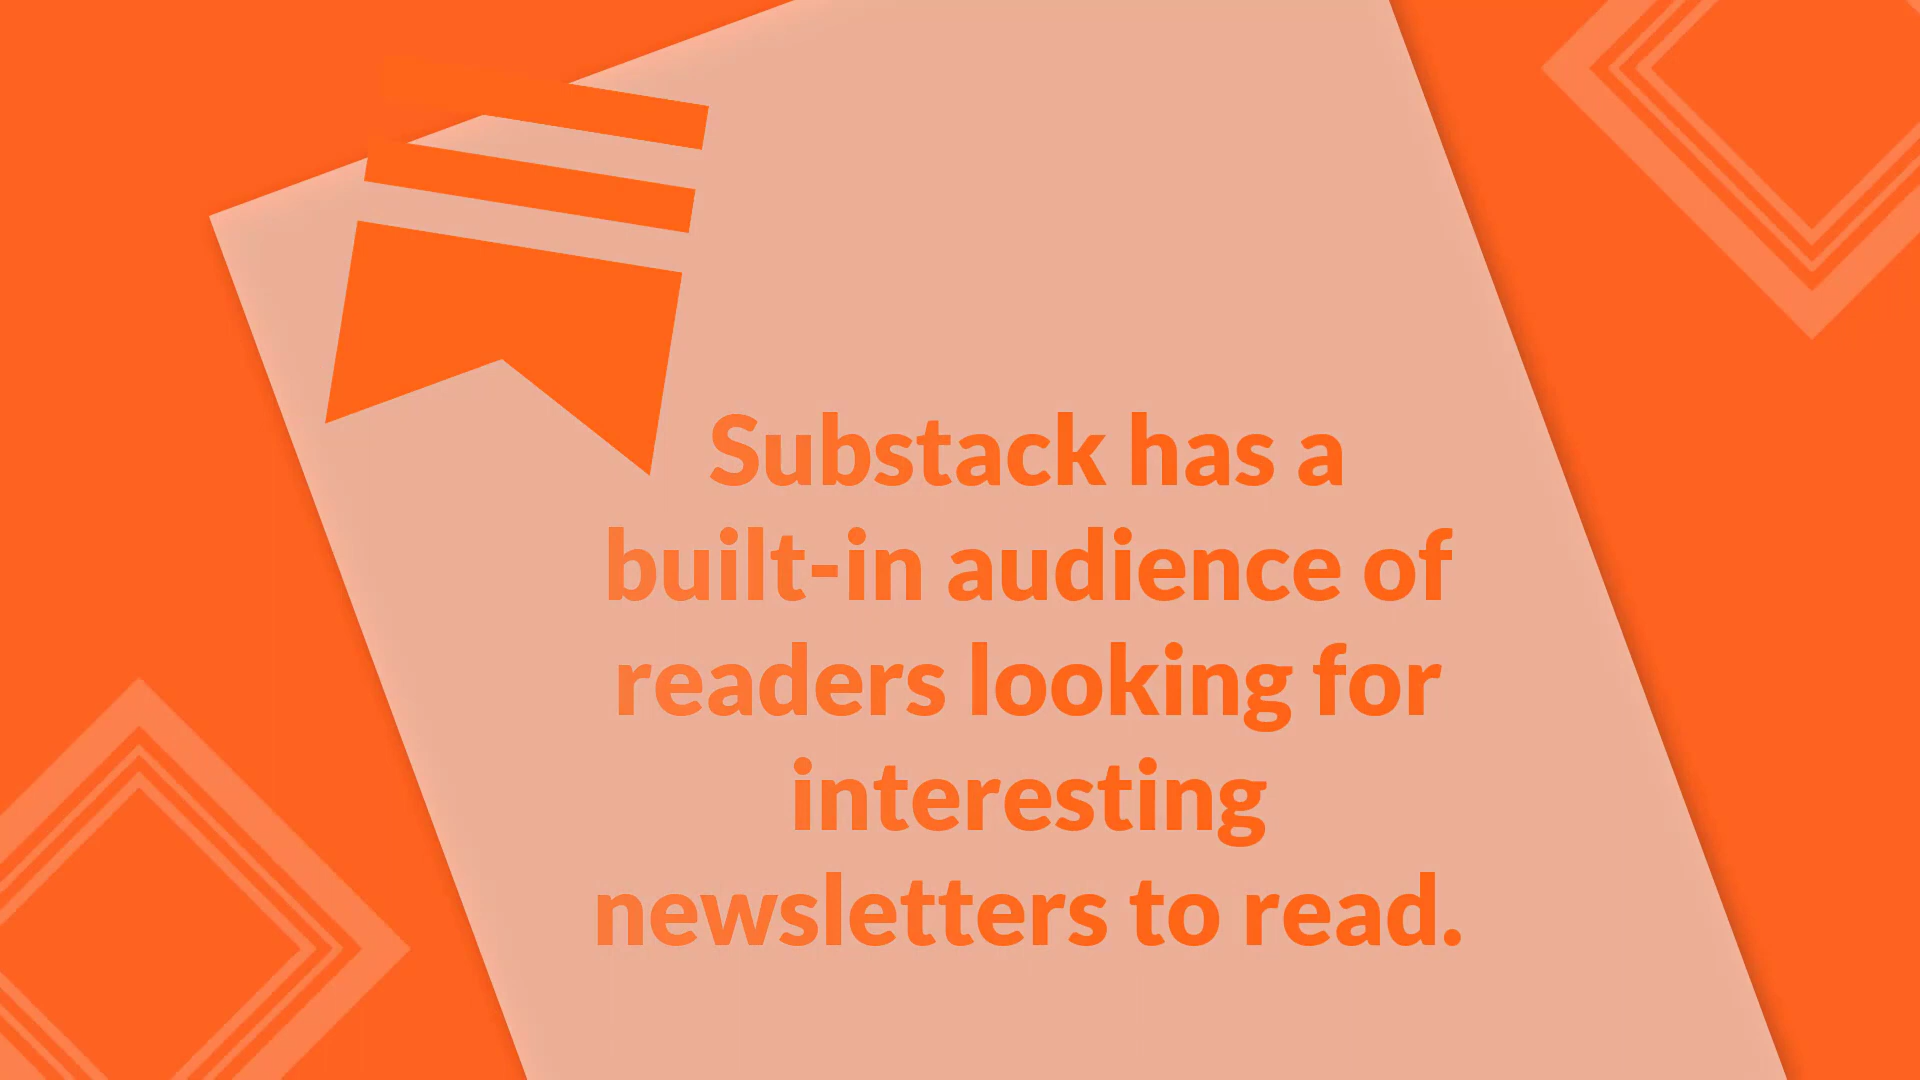 Substack has a
built-in audience of
readers looking for
interesting
newsletters to read.